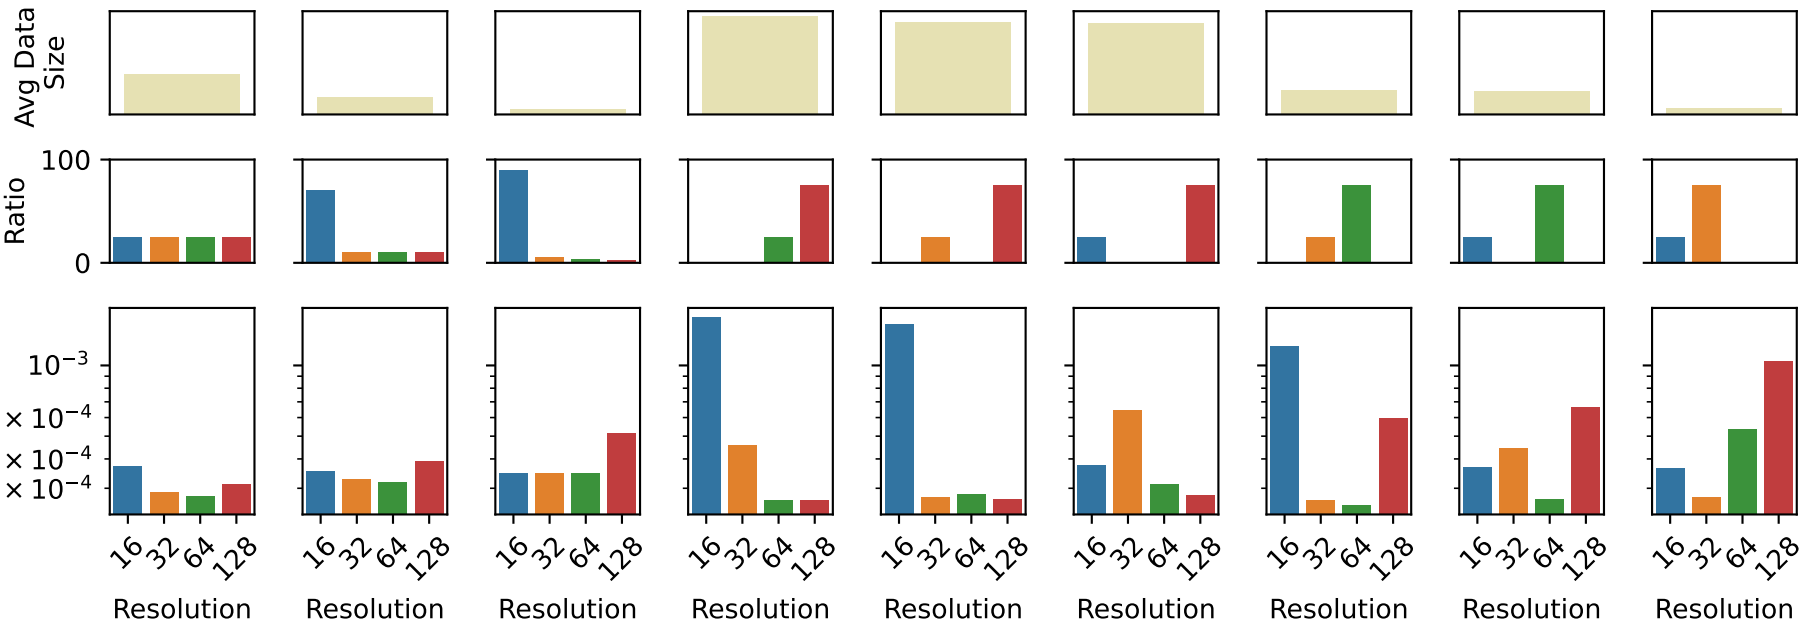 Avg Data
Size
Ratio
100
0
10⁻³
× 10⁻⁴
× 10⁻⁴
× 10⁻⁴
16 32 64 128 16 32 64 128 16 32 64 128 16 32 64 128 16 32 64 128 16 32 64 128 16 32 64 128 16 32 64 128 16 32 64 128
Resolution Resolution Resolution Resolution Resolution Resolution Resolution Resolution Resolution